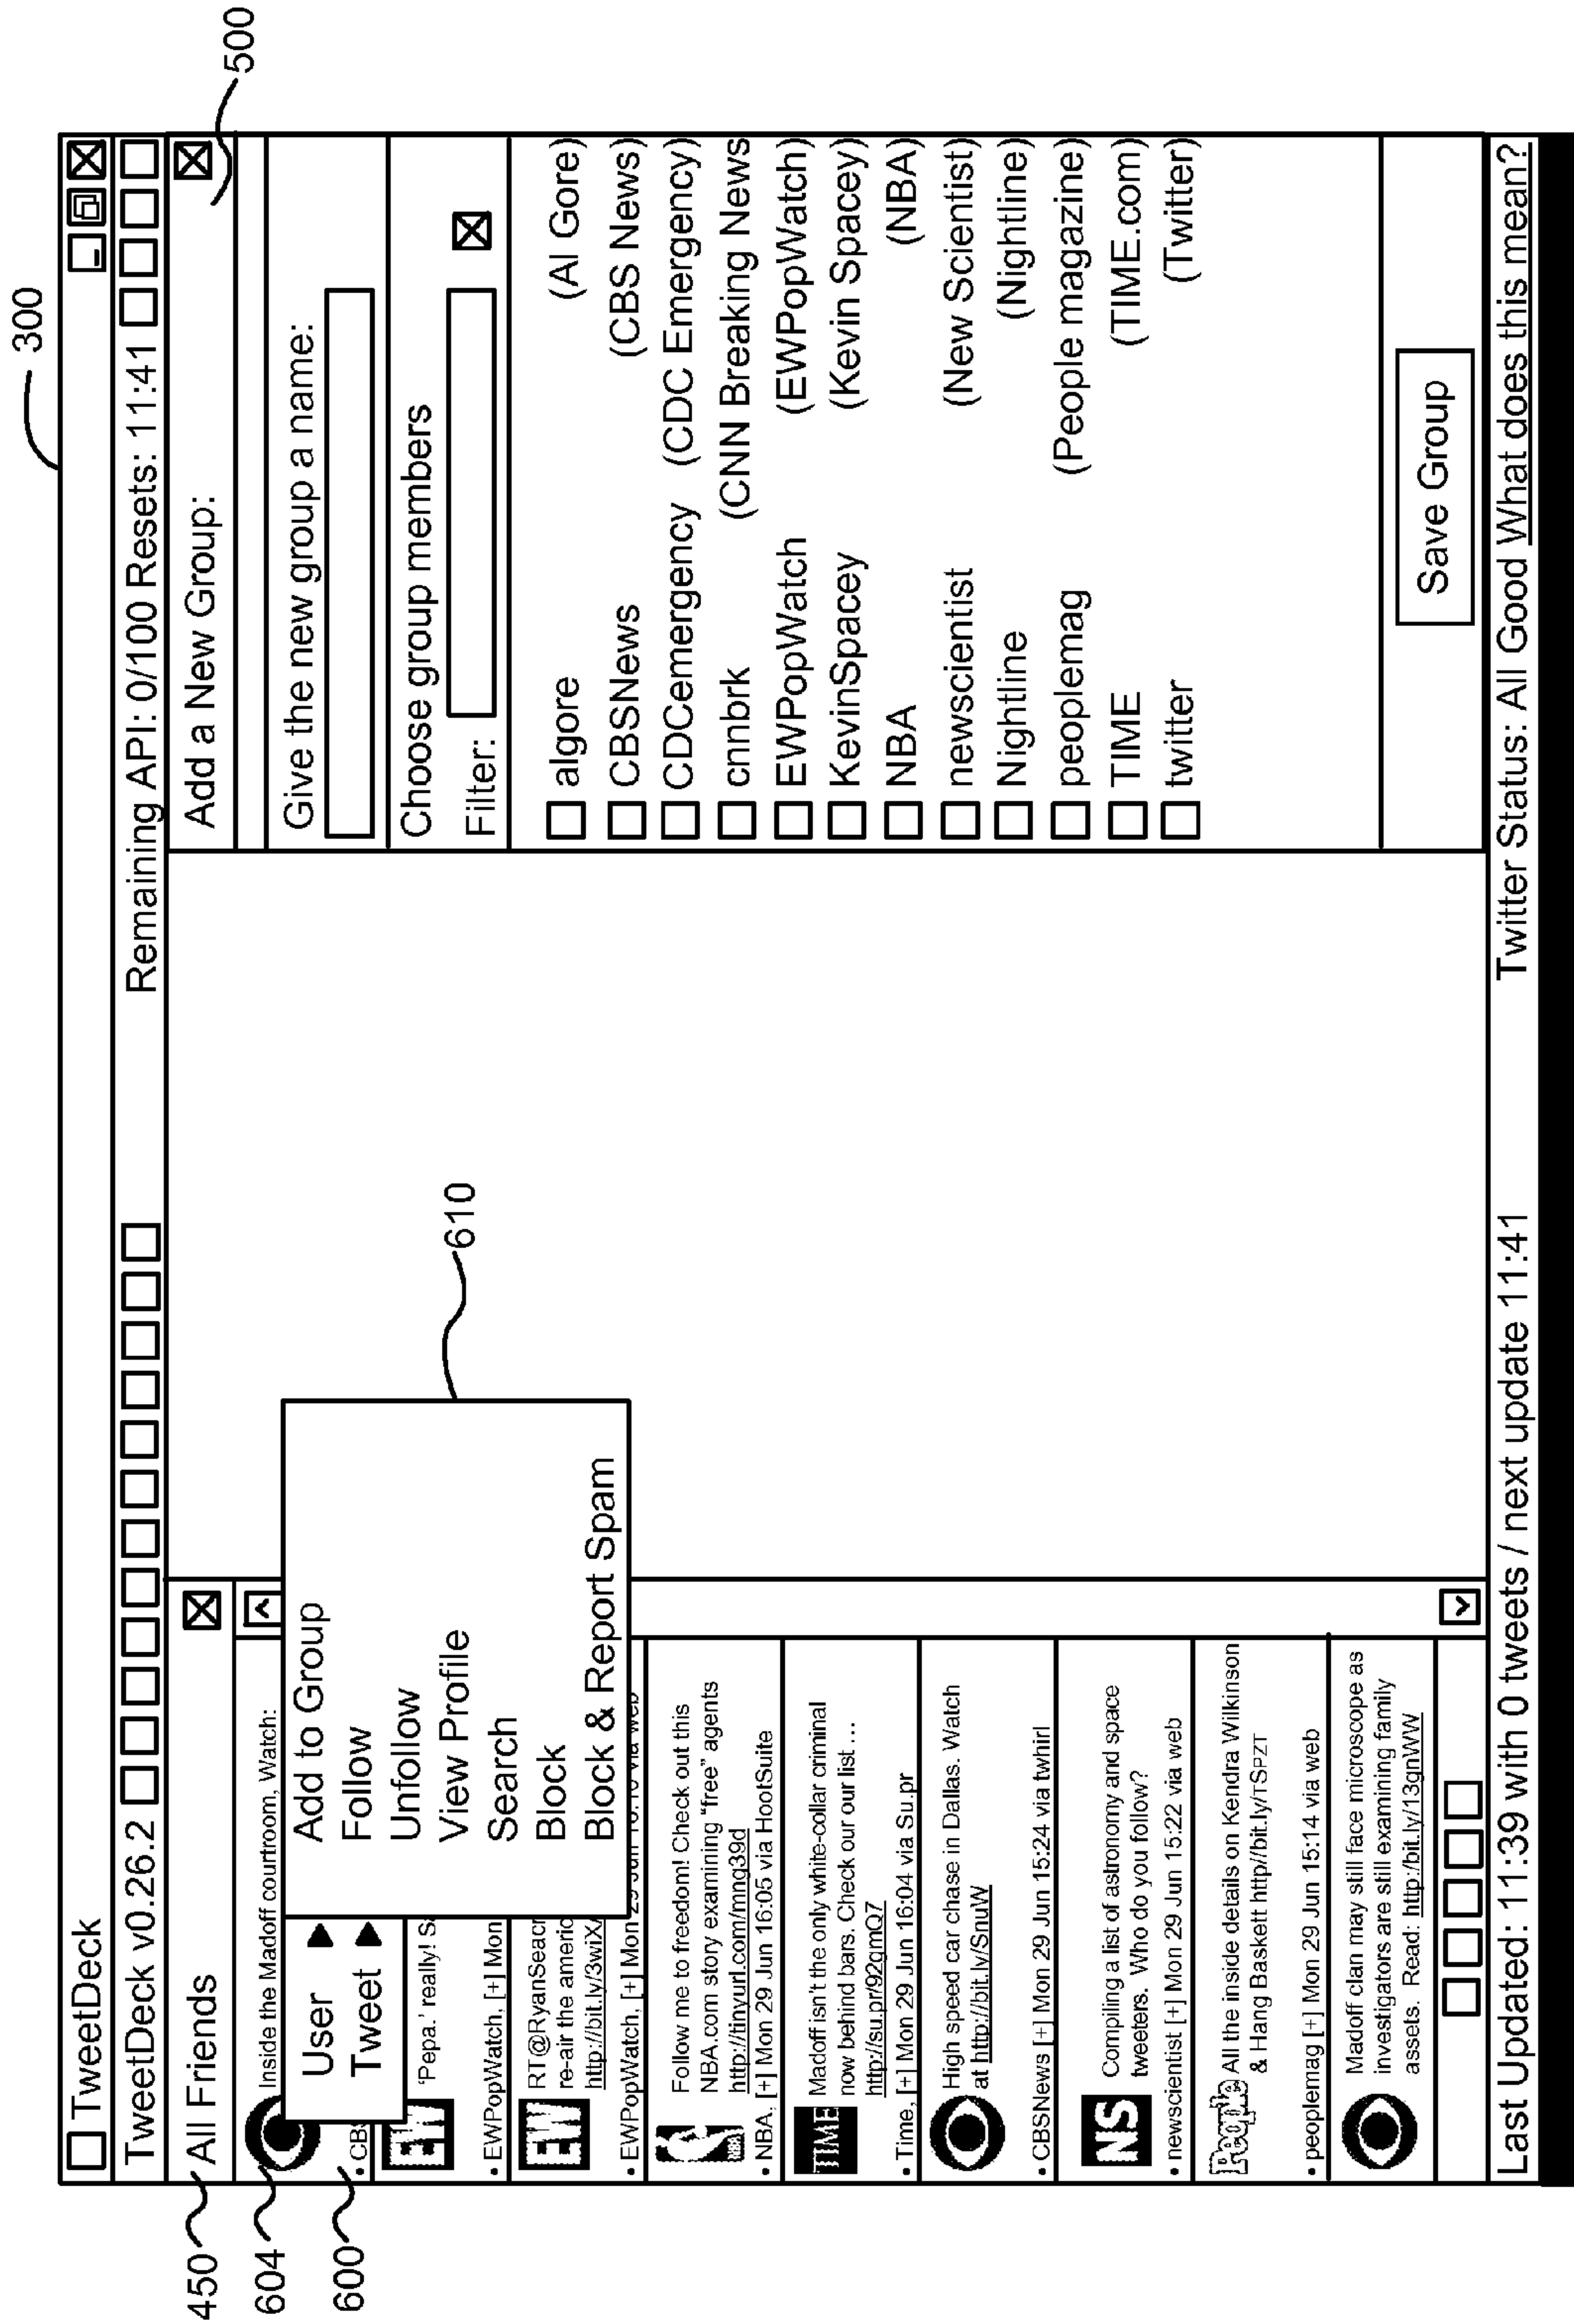 300
TweetDeck
TweetDeck v0.26.2
Remaining API: 0/100 Resets: 11:41
450
All Friends
604
Inside the Madoff courtroom, Watch:
600
• CBS
User
Tweet
Add to Group
Follow
Unfollow
View Profile
Search
Block
Block & Report Spam
610
EW
'Pepa.' really!
• EWPopWatch, [+] Mon
EW
RT@RyanSeacr
re-air the americ
http://bit.ly/3wiX
• EWPopWatch, [+] Mon 29 Jun 16:10 via web
NBA
Follow me to freedom! Check out this
NBA.com story examining “free” agents
http://tinyurl.com/mng39d
• NBA, [+] Mon 29 Jun 16:05 via HootSuite
TIME
Madoff isn't the only white-collar criminal
now behind bars. Check our our list ...
http://su.pr/92gmQ7
• Time, [+] Mon 29 Jun 16:04 via Su.pr
High speed car chase in Dallas. Watch
at http://bit.ly/SnuW
• CBSNews [+] Mon 29 Jun 15:24 via twhirl
NS
Compiling a list of astronomy and space
tweeters. Who do you follow?
• newscientist [+] Mon 29 Jun 15:22 via web
People
All the inside details on Kendra Wilkinson
& Hang Baskett http//bit.ly/TSPZT
• peoplemag [+] Mon 29 Jun 15:14 via web
Madoff clan may still face microscope as
investigators are still examining family
assets. Read: http:/bit.ly/13gnWW
500
Add a New Group:
Give the new group a name:
Choose group members
Filter:
algore (Al Gore)
CBSNews (CBS News)
CDCemergency (CDC Emergency)
cnnbrk (CNN Breaking News
EWPopWatch (EWPopWatch)
KevinSpacey (Kevin Spacey)
NBA (NBA)
newscientist (New Scientist)
Nightline (Nightline)
peoplemag (People magazine)
TIME (TIME.com)
twitter (Twitter)
Save Group
Last Updated: 11:39 with 0 tweets / next update 11:41
Twitter Status: All Good What does this mean?